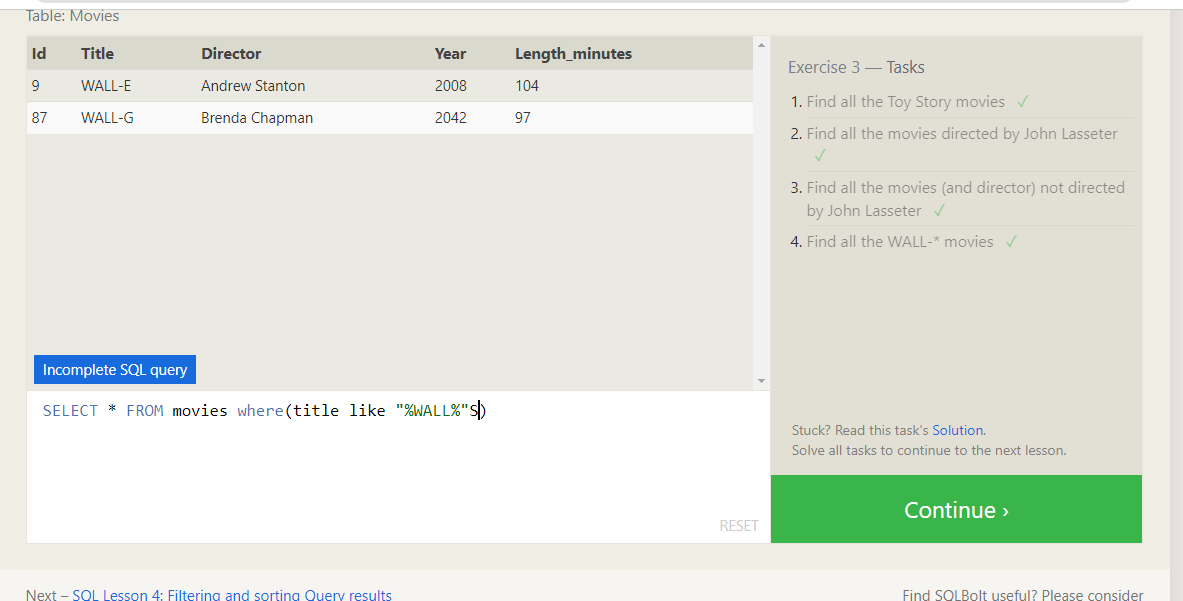 Table: Movies
Id Title Director Year Length_minutes
9 WALL-E Andrew Stanton 2008 104
87 WALL-G Brenda Chapman 2042 97
Incomplete SQL query
SELECT * FROM movies where(title like "%WALL%"S)
RESET
Exercise 3 — Tasks
1. Find all the Toy Story movies ✓
2. Find all the movies directed by John Lasseter
✓
3. Find all the movies (and director) not directed
by John Lasseter ✓
4. Find all the WALL-* movies ✓
Stuck? Read this task's Solution.
Solve all tasks to continue to the next lesson.
Continue ›
Next – SQL Lesson 4: Filtering and sorting Query results
Find SQLBolt useful? Please consider